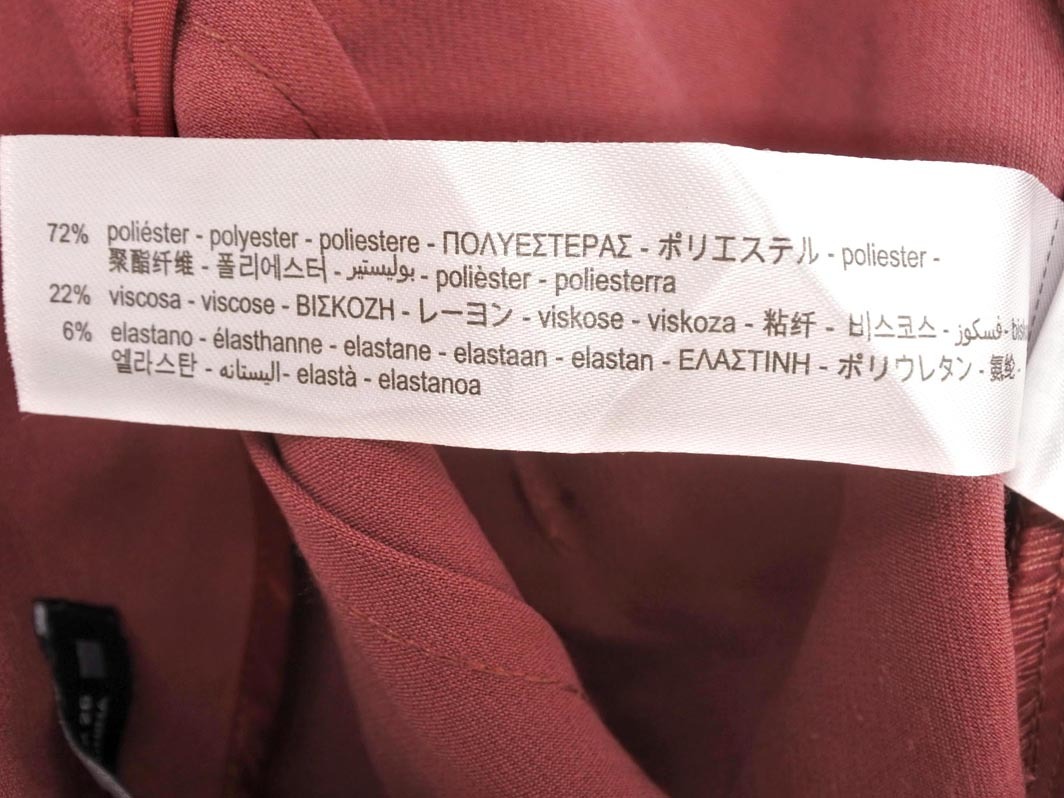 72% poliéster - polyester - poliestere - ΠΟΛΥΕΣΤΕΡΑΣ - ポリエステル - poliester -
聚酯纤维 - 폴리에스터 - بوليستير - polièster - poliesterra
22% viscosa - viscose - ΒΙΣΚΟΖΗ - レーヨン - viskose - viskoza - 粘纤 - 비스코스 - فسكوز -
6% elastano - élasthanne - elastane - elastaan - elastan - ΕΛΑΣΤΙΝΗ - ポリウレタン - 氨纶 -
엘라스탄 - اليستانه - elastà - elastanoa